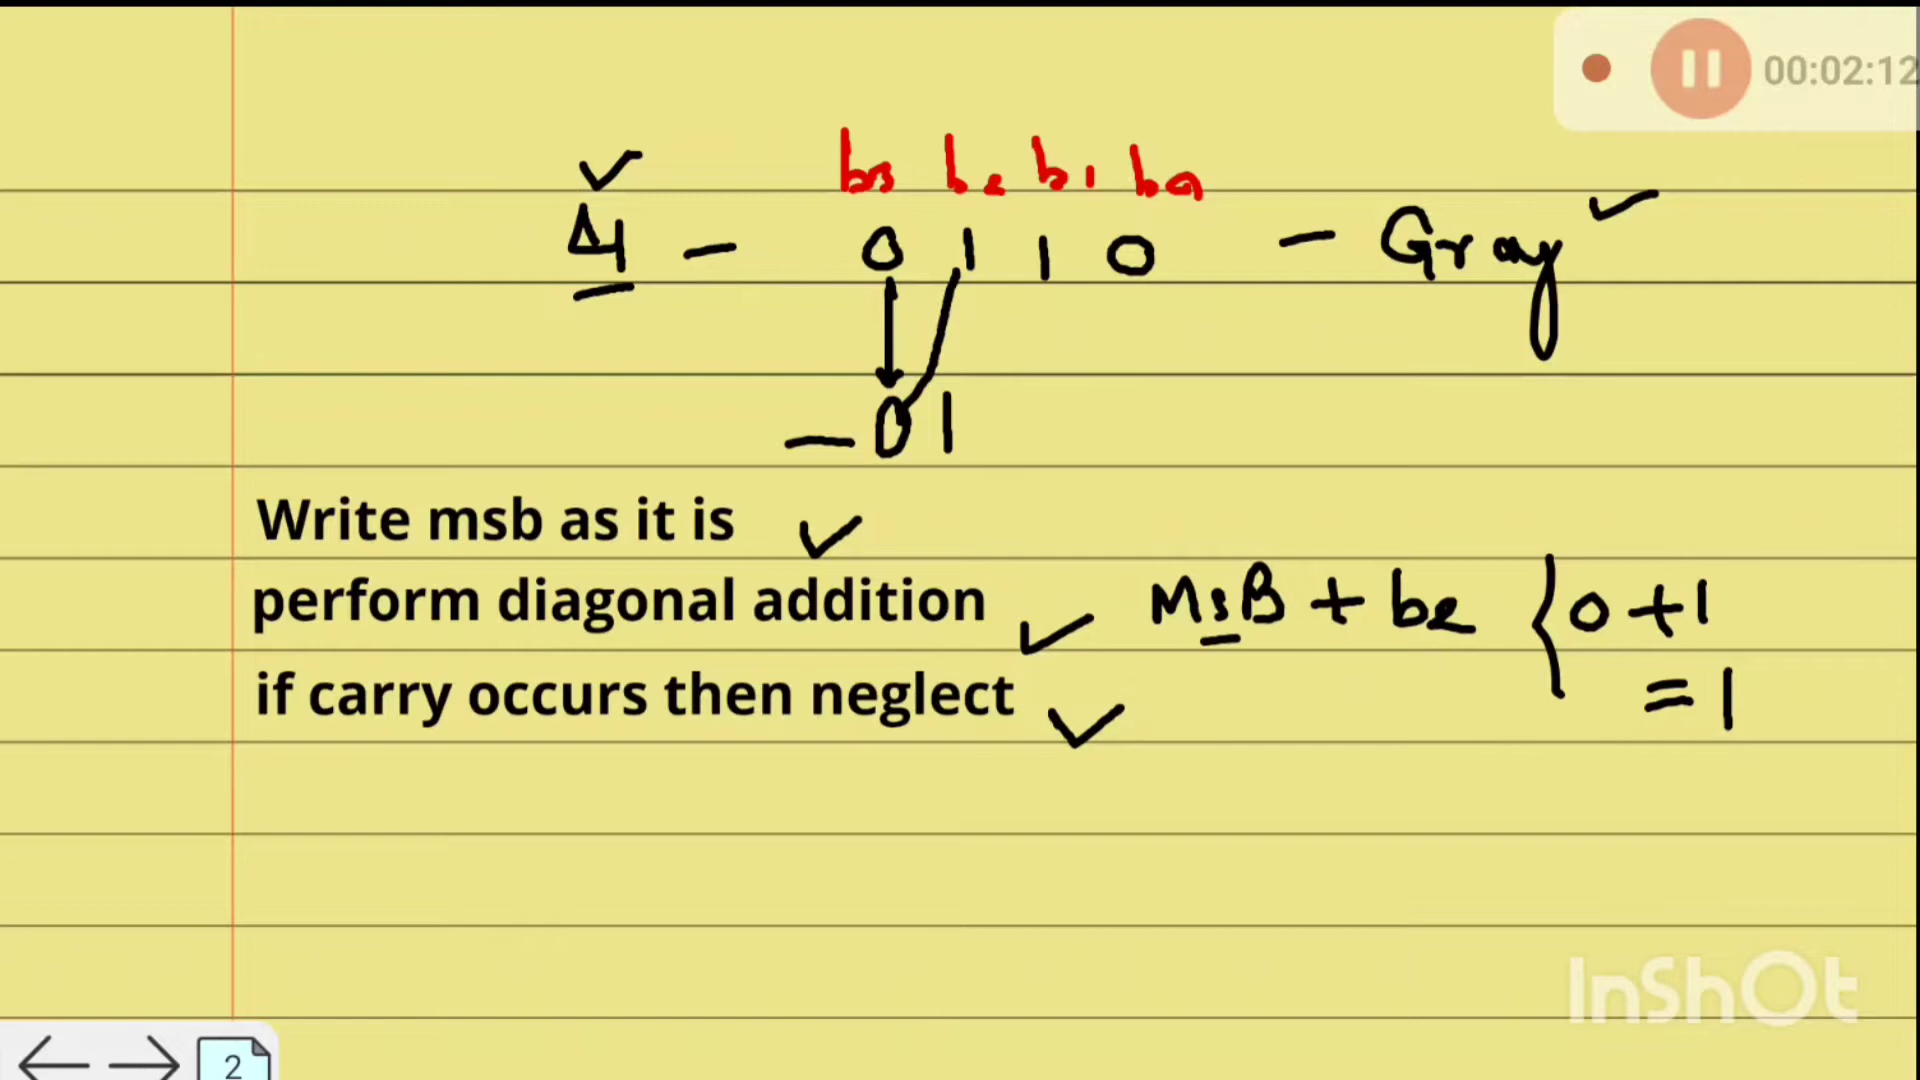 00:02:12
b3 b2 b1 b0
4 - 0 1 1 0 - Gray
- 0 1
Write msb as it is
perform diagonal addition MSB + b2 { 0 + 1
if carry occurs then neglect = 1
InShOt
2